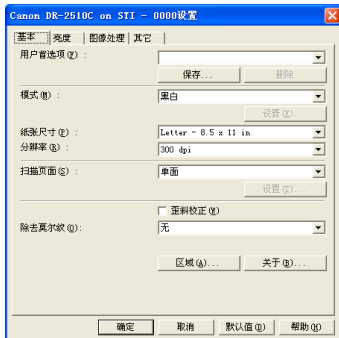 Canon DR-2510C on STI - 0000设置
基本 亮度 图像处理 其它
用户首选项(F) :
保存... 删除
模式(M) : 黑白
设置(E)...
纸张尺寸(P) : Letter - 8.5 x 11 in
分辨率(R) : 300 dpi
扫描页面(S) : 单面
设置(T)...
歪斜校正(W)
除去莫尔纹(O): 无
区域(A)... 关于(B)...
确定 取消 默认值(D) 帮助(H)